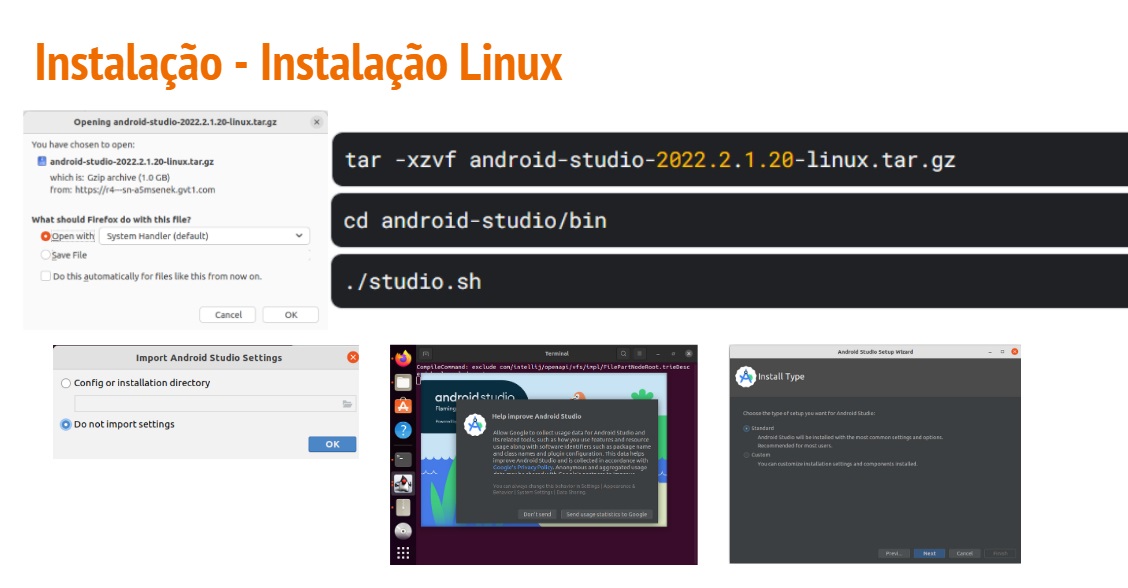 Instalação - Instalação Linux
Opening android-studio-2022.2.1.20-linux.tar.gz
You have chosen to open:
android-studio-2022.2.1.20-linux.tar.gz
which is: Gzip archive (1.0 GB)
from: https://r4---sn-a5msenek.gvt1.com
What should Firefox do with this file?
Open with System Handler (default)
Save File
Do this automatically for files like this from now on.
Cancel OK
tar -xzvf android-studio-2022.2.1.20-linux.tar.gz
cd android-studio/bin
./studio.sh
Import Android Studio Settings
Config or installation directory
Do not import settings
OK
Terminal
CompileCommand: exclude com/intellij/openapi/vfs/impl/FilePartNodeRoot.trieDesc
android studio
Flaming
Powered
Help improve Android Studio
Allow Google to collect usage data for Android Studio and
its related tools, such as how you use features and resource
usage along with software identifiers such as package name
and class names and plugin configuration. This data helps
improve Android Studio and is collected in accordance with
Google's Privacy Policy. Anonymous and aggregated usage
You can always change this behavior in Settings | Appearance &
Behavior | System Settings | Data Sharing.
Don't send Send usage statistics to Google
Android Studio Setup Wizard
Install Type
Choose the type of setup you want for Android Studio:
Standard
Android Studio will be installed with the most common settings and options.
Recommended for most users.
Custom
You can customize installation settings and components installed.
Previ... Next Cancel Finish